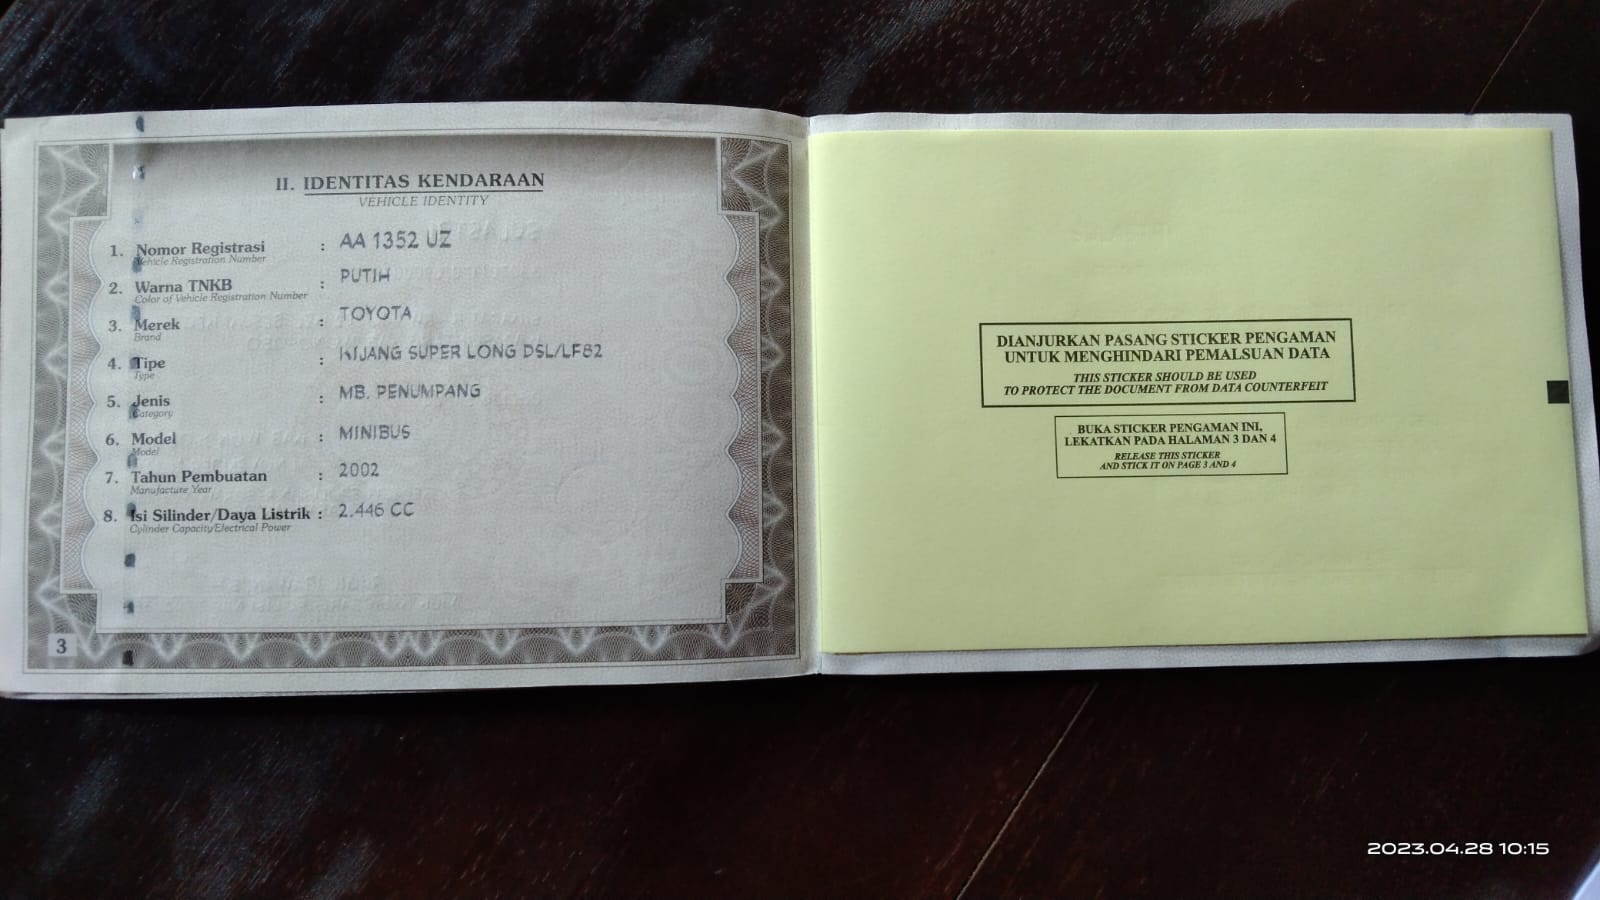 II. IDENTITAS KENDARAAN
VEHICLE IDENTITY
1. Nomor Registrasi : AA 1352 UZ
Vehicle Registration Number
2. Warna TNKB : PUTIH
Color of Vehicle Registration Number
3. Merek : TOYOTA
Brand
4. Tipe : KIJANG SUPER LONG DSL/LF82
Type
5. Jenis : MB. PENUMPANG
Category
6. Model : MINIBUS
Model
7. Tahun Pembuatan : 2002
Manufacture Year
8. Isi Silinder/Daya Listrik : 2.446 CC
Cylinder Capacity/Electrical Power
3
DIANJURKAN PASANG STICKER PENGAMAN
UNTUK MENGHINDARI PEMALSUAN DATA
THIS STICKER SHOULD BE USED
TO PROTECT THE DOCUMENT FROM DATA COUNTERFEIT
BUKA STICKER PENGAMAN INI,
LEKATKAN PADA HALAMAN 3 DAN 4
RELEASE THIS STICKER
AND STICK IT ON PAGE 3 AND 4
2023.04.28 10:15